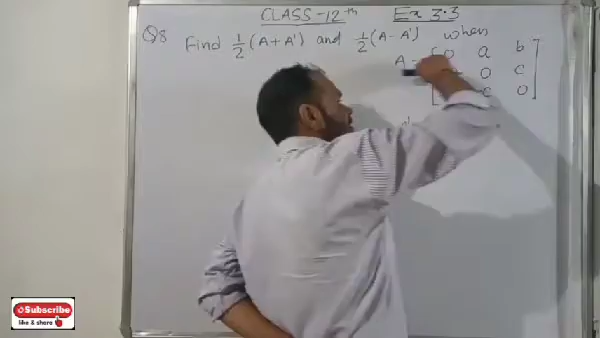 CLASS-12th Ex 3.3
Q8 Find 1/2 (A+A') and 1/2 (A-A') when
A = [0 a b
0 c
c 0]
Subscribe
like & share